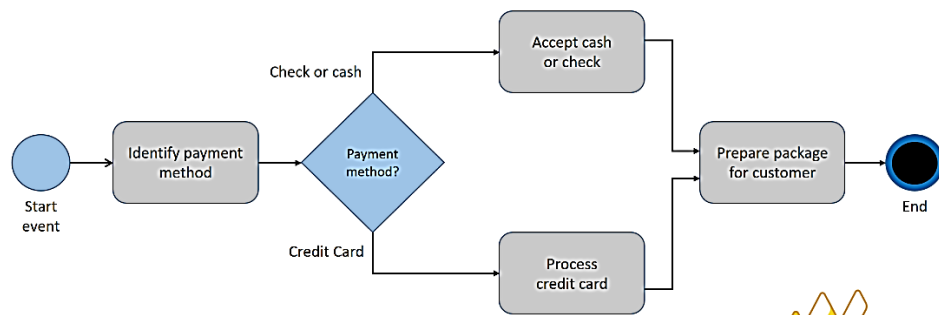 Accept cash
or check
Check or cash
Identify payment
method
Payment
method?
Prepare package
for customer
Start
event
End
Credit Card
Process
credit card